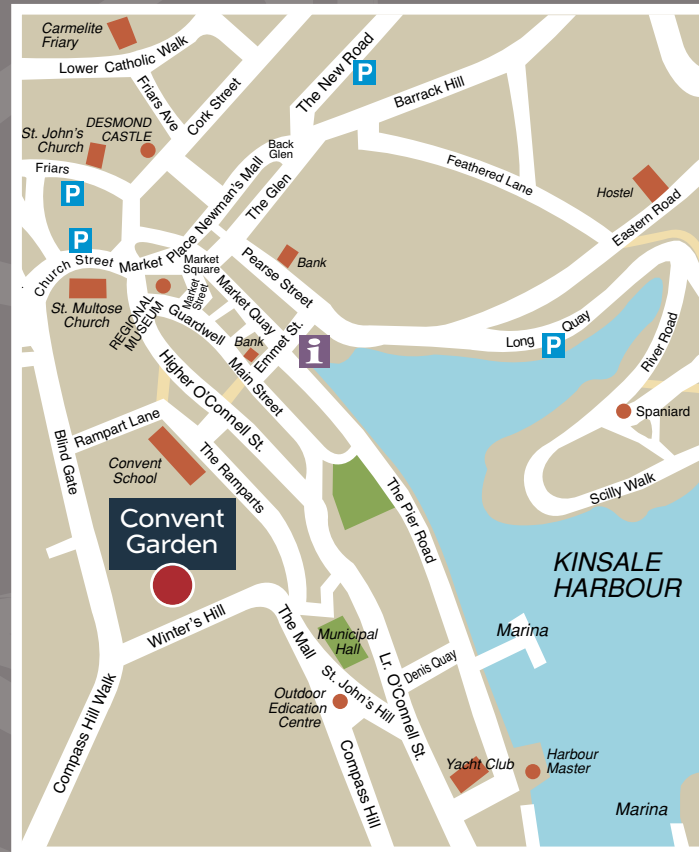 Carmelite
Friary
Lower Catholic Walk
Friars Ave
Cork Street
The New Road
P
Barrack Hill
DESMOND
CASTLE
St. John's
Church
Friars
P
Back
Glen
Newman's Mall
The Glen
Feathered Lane
Hostel
Eastern Road
P
Church Street
Market Place
Market
Square
Pearse Street
Bank
St. Multose
Church
REGIONAL
MUSEUM
Market
Street
Market Quay
Guardwell
Bank
Emmet St.
i
Long Quay
P
River Road
Main Street
Higher O'Connell St.
Spaniard
Rampart Lane
Blind Gate
Convent
School
The Ramparts
Scilly Walk
The Pier Road
Convent
Garden
KINSALE
HARBOUR
Winter's Hill
The Mall
Municipal
Hall
Marina
Denis Quay
St. John's Hill
Lr. O'Connell St.
Outdoor
Edication
Centre
Compass Hill Walk
Compass Hill
Yacht Club
Harbour
Master
Marina